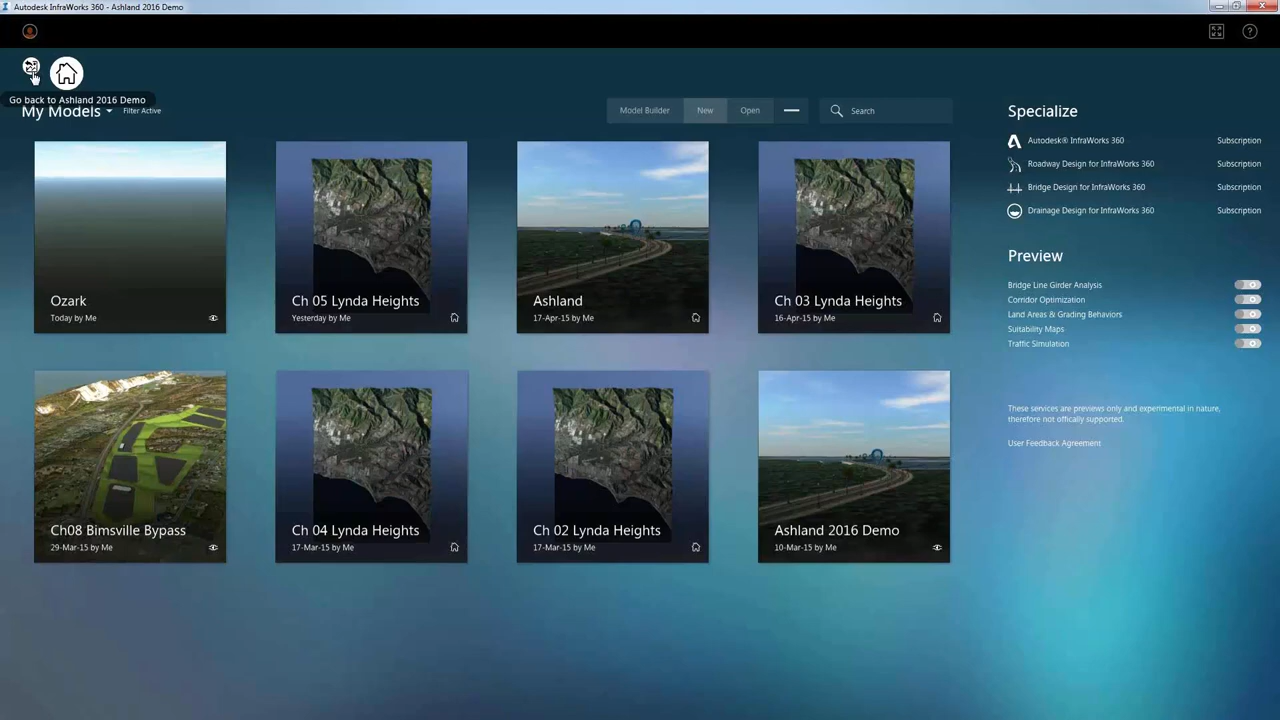 Autodesk InfraWorks 360 - Ashland 2016 Demo
Go back to Ashland 2016 Demo
My Models
Filter Active
Model Builder
New
Open
Search
Ozark
Today by Me
Ch 05 Lynda Heights
Yesterday by Me
Ashland
17-Apr-15 by Me
Ch 03 Lynda Heights
16-Apr-15 by Me
Ch08 Bimsville Bypass
29-Mar-15 by Me
Ch 04 Lynda Heights
17-Mar-15 by Me
Ch 02 Lynda Heights
17-Mar-15 by Me
Ashland 2016 Demo
10-Mar-15 by Me
Specialize
Autodesk® InfraWorks 360 Subscription
Roadway Design for InfraWorks 360 Subscription
Bridge Design for InfraWorks 360 Subscription
Drainage Design for InfraWorks 360 Subscription
Preview
Bridge Line Girder Analysis
Corridor Optimization
Land Areas & Grading Behaviors
Suitability Maps
Traffic Simulation
These services are previews only and experimental in nature,
therefore not offically supported.
User Feedback Agreement